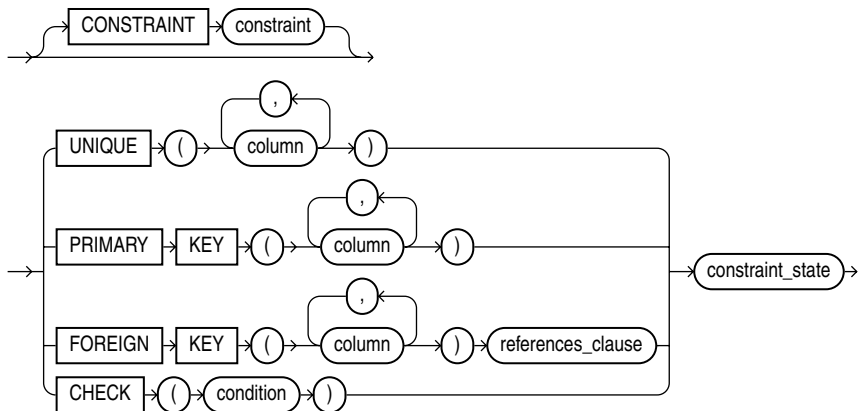 CONSTRAINT constraint
,
UNIQUE ( column )
,
PRIMARY KEY ( column )
constraint_state
,
FOREIGN KEY ( column ) references_clause
CHECK ( condition )